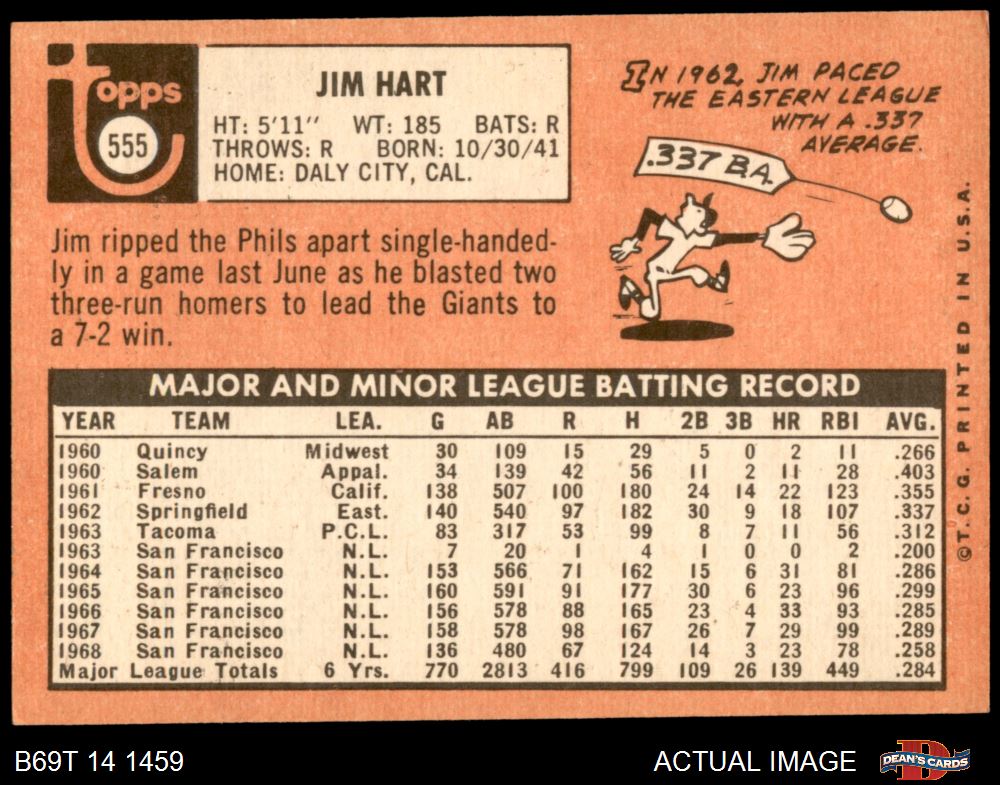 Topps
555
JIM HART
HT: 5'11" WT: 185 BATS: R
THROWS: R BORN: 10/30/41
HOME: DALY CITY, CAL.
IN 1962, JIM PACED
THE EASTERN LEAGUE
WITH A .337
AVERAGE.
.337 B.A.
Jim ripped the Phils apart single-handed-
ly in a game last June as he blasted two
three-run homers to lead the Giants to
a 7-2 win.
MAJOR AND MINOR LEAGUE BATTING RECORD
YEAR TEAM LEA. G AB R H 2B 3B HR RBI AVG.
1960 Quincy Midwest 30 109 15 29 5 0 2 11 .266
1960 Salem Appal. 34 139 42 56 11 2 11 28 .403
1961 Fresno Calif. 138 507 100 180 24 14 22 123 .355
1962 Springfield East. 140 540 97 182 30 9 18 107 .337
1963 Tacoma P.C.L. 83 317 53 99 8 7 11 56 .312
1963 San Francisco N.L. 7 20 1 4 1 0 0 2 .200
1964 San Francisco N.L. 153 566 71 162 15 6 31 81 .286
1965 San Francisco N.L. 160 591 91 177 30 6 23 96 .299
1966 San Francisco N.L. 156 578 88 165 23 4 33 93 .285
1967 San Francisco N.L. 158 578 98 167 26 7 29 99 .289
1968 San Francisco N.L. 136 480 67 124 14 3 23 78 .258
Major League Totals 6 Yrs. 770 2813 416 799 109 26 139 449 .284
©T.C.G. PRINTED IN U.S.A.
B69T 14 1459
ACTUAL IMAGE
D
DEAN'S CARDS